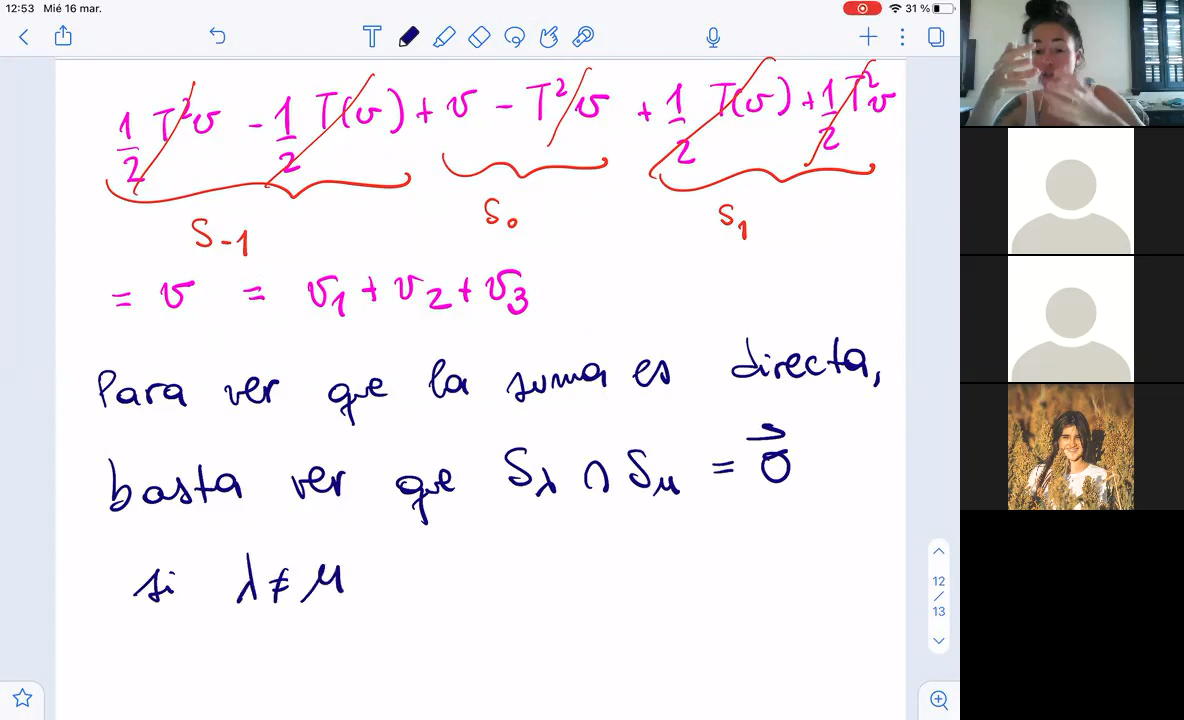 12:53 Mié 16 mar.
31 %
1/2 T²v - 1/2 T(v) + v - T²v + 1/2 T(v) + 1/2 T²v
S₋₁ S₀ S₁
= v = v₁ + v₂ + v₃
Para ver que la suma es directa,
basta ver que Sλ ∩ Sμ = 0⃗
si λ ≠ μ
12
/
13